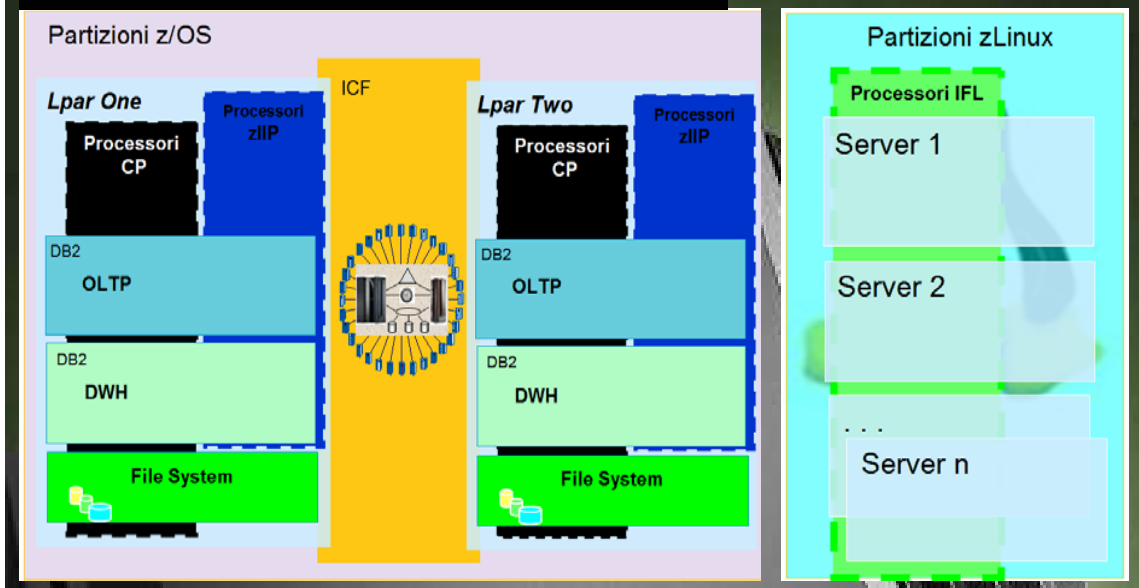 Partizioni z/OS
Lpar One
Processori
CP
Processori
zIIP
DB2
OLTP
DB2
DWH
File System
ICF
Lpar Two
Processori
CP
Processori
zIIP
DB2
OLTP
DB2
DWH
File System
Partizioni zLinux
Processori IFL
Server 1
Server 2
. . .
Server n